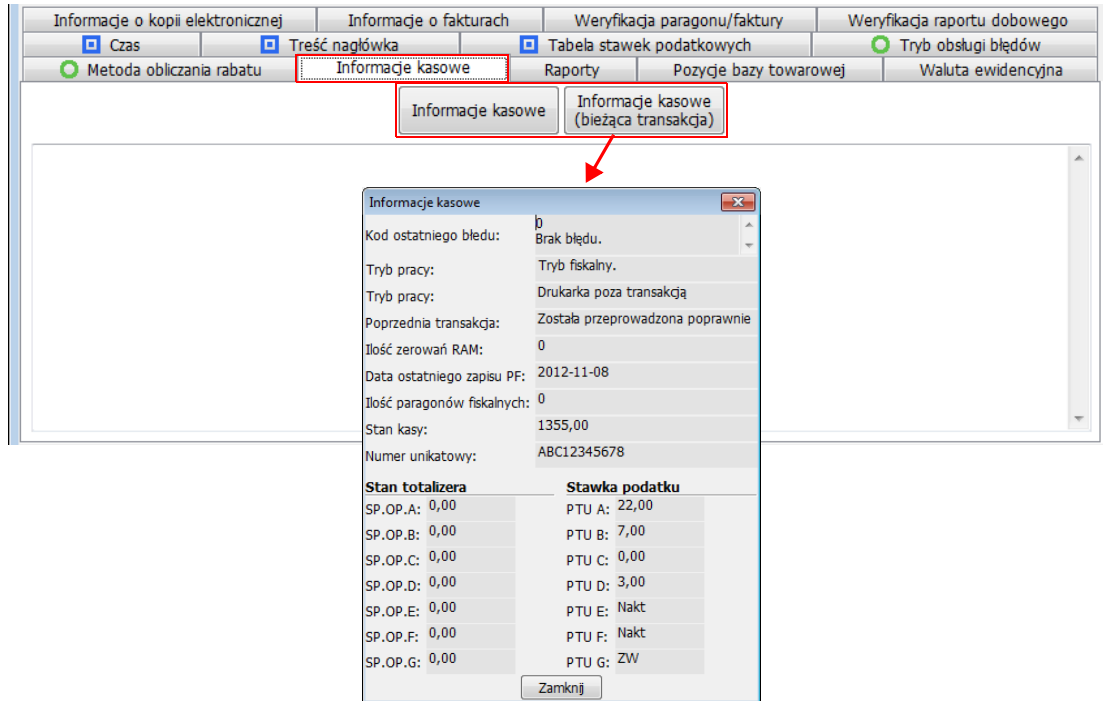 Informacje o kopii elektronicznej Informacje o fakturach Weryfikacja paragonu/faktury Weryfikacja raportu dobowego
Czas Treść nagłówka Tabela stawek podatkowych Tryb obsługi błędów
Metoda obliczania rabatu Informacje kasowe Raporty Pozycje bazy towarowej Waluta ewidencyjna
Informacje kasowe
Informacje kasowe
(bieżąca transakcja)
Informacje kasowe
Kod ostatniego błedu: 0
Brak błędu.
Tryb pracy: Tryb fiskalny.
Tryb pracy: Drukarka poza transakcją
Poprzednia transakcja: Została przeprowadzona poprawnie
Ilość zerowań RAM: 0
Data ostatniego zapisu PF: 2012-11-08
Ilość paragonów fiskalnych: 0
Stan kasy: 1355,00
Numer unikatowy: ABC12345678
Stan totalizera Stawka podatku
SP.OP.A: 0,00 PTU A: 22,00
SP.OP.B: 0,00 PTU B: 7,00
SP.OP.C: 0,00 PTU C: 0,00
SP.OP.D: 0,00 PTU D: 3,00
SP.OP.E: 0,00 PTU E: Nakt
SP.OP.F: 0,00 PTU F: Nakt
SP.OP.G: 0,00 PTU G: ZW
Zamknij